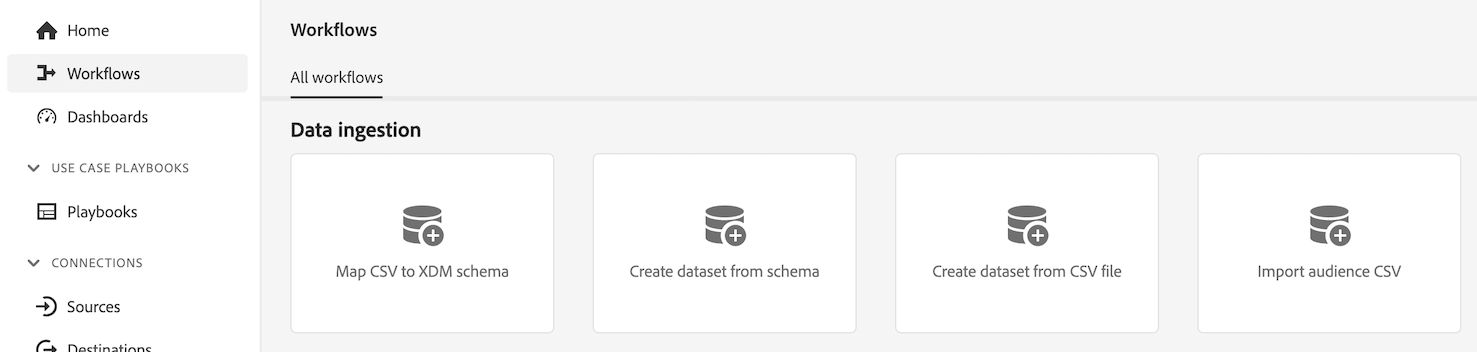 Home
Workflows
Dashboards
USE CASE PLAYBOOKS
Playbooks
CONNECTIONS
Sources
Destinations
Workflows
All workflows
Data ingestion
Map CSV to XDM schema
Create dataset from schema
Create dataset from CSV file
Import audience CSV